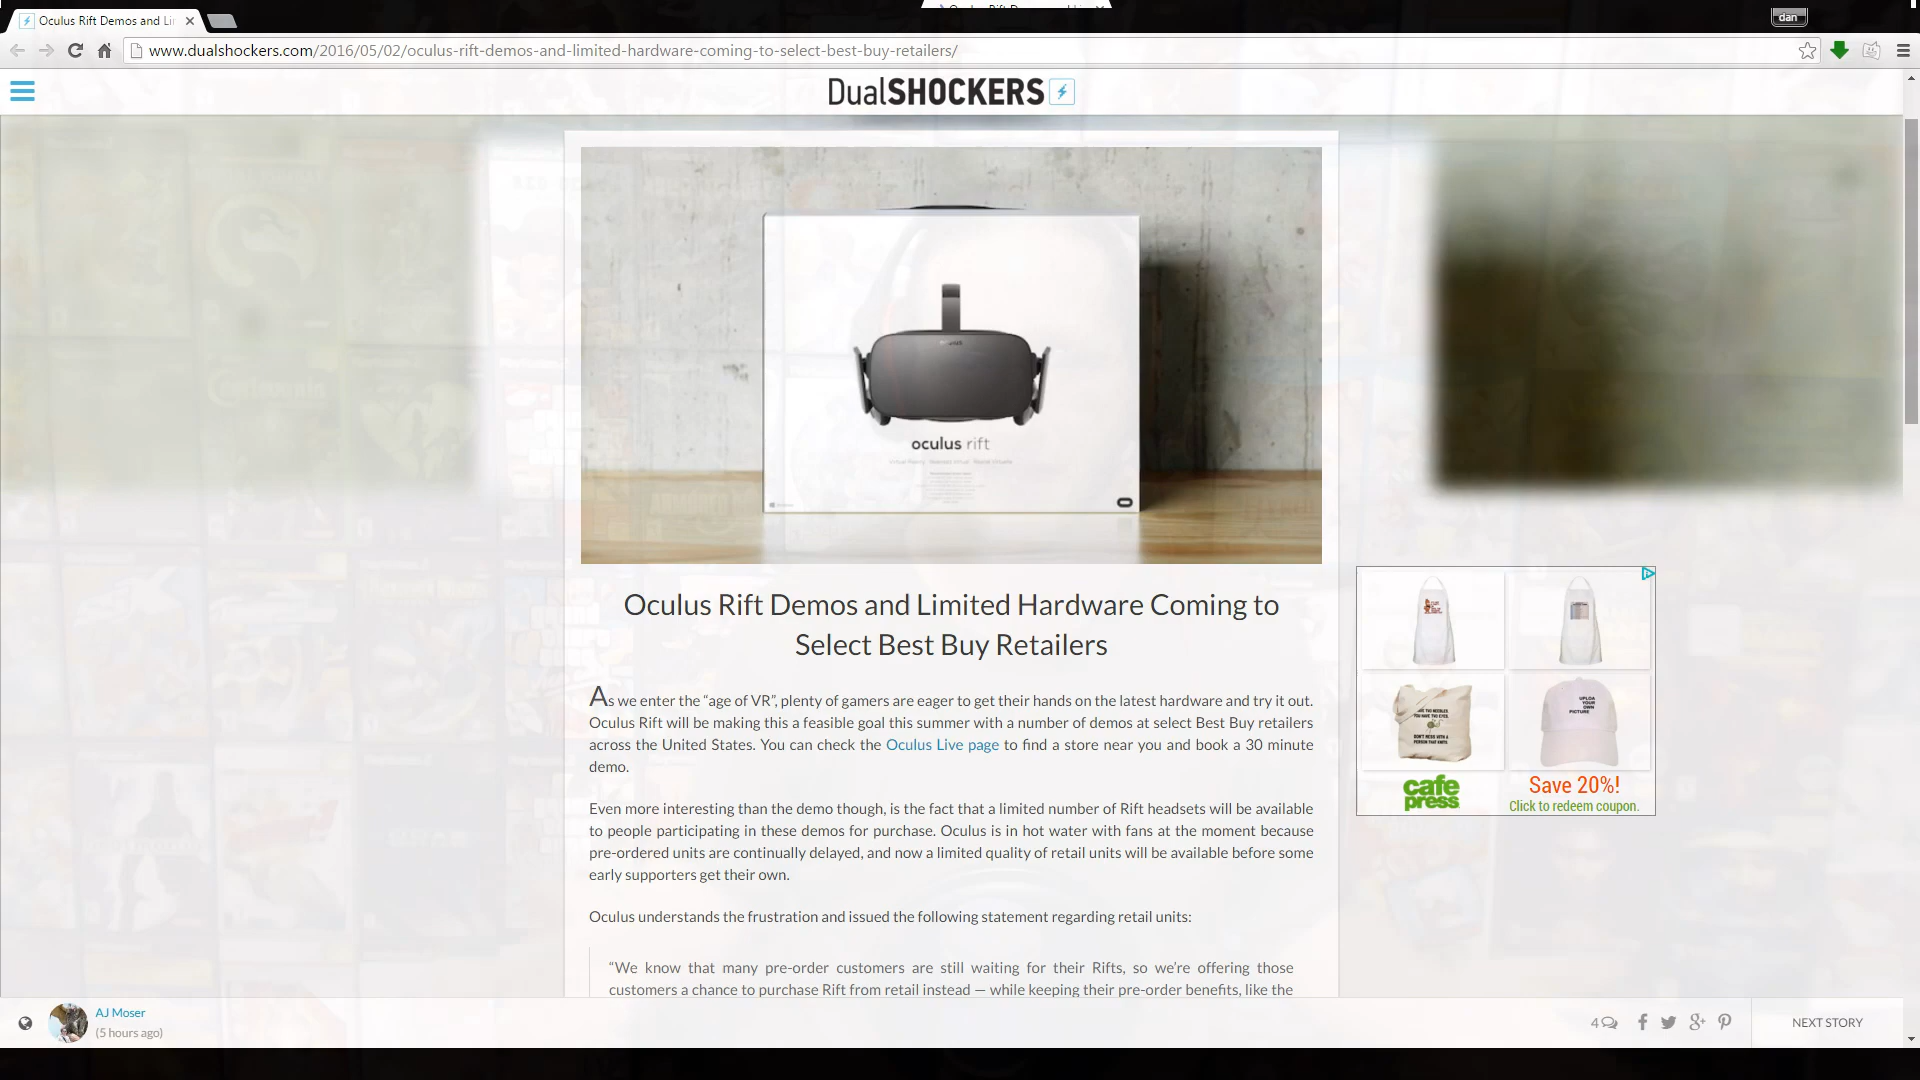 Oculus Rift Demos and Li
dan
www.dualshockers.com/2016/05/02/oculus-rift-demos-and-limited-hardware-coming-to-select-best-buy-retailers/
DualSHOCKERS
oculus rift
Oculus Rift Demos and Limited Hardware Coming to
Select Best Buy Retailers
As we enter the “age of VR”, plenty of gamers are eager to get their hands on the latest hardware and try it out.
Oculus Rift will be making this a feasible goal this summer with a number of demos at select Best Buy retailers
across the United States. You can check the Oculus Live page to find a store near you and book a 30 minute
demo.
Even more interesting than the demo though, is the fact that a limited number of Rift headsets will be available
to people participating in these demos for purchase. Oculus is in hot water with fans at the moment because
pre-ordered units are continually delayed, and now a limited quality of retail units will be available before some
early supporters get their own.
Oculus understands the frustration and issued the following statement regarding retail units:
“We know that many pre-order customers are still waiting for their Rifts, so we’re offering those
customers a chance to purchase Rift from retail instead — while keeping their pre-order benefits, like the
UPLOA
YOUR
OWN
PICTURE
cafe
press
Save 20%!
Click to redeem coupon.
AJ Moser
(5 hours ago)
4
NEXT STORY